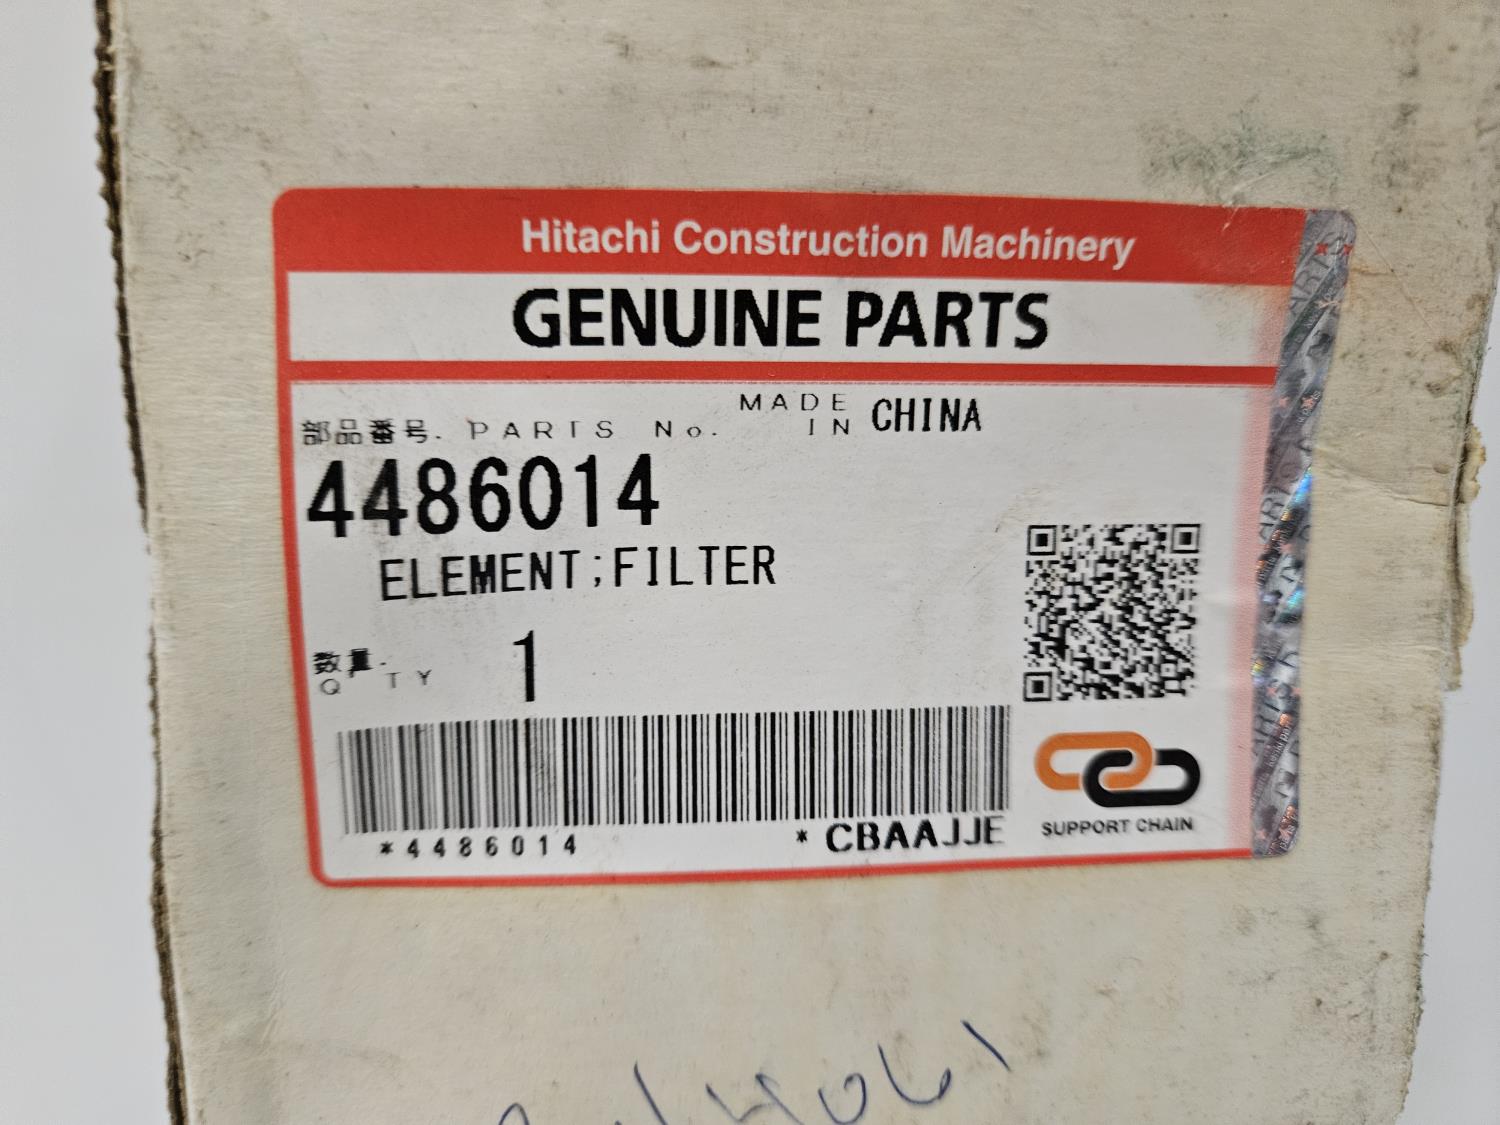 Hitachi Construction Machinery
GENUINE PARTS
部品番号. PARTS No. MADE IN CHINA
4486014
ELEMENT;FILTER
数量. 1
Q'TY
*4486014 * CBAAJJE
SUPPORT CHAIN